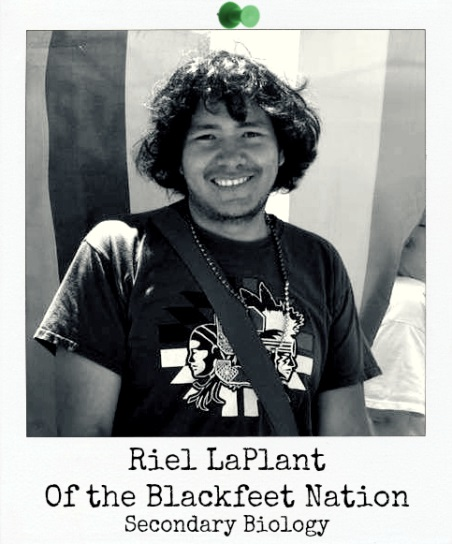 Riel LaPlant
Of the Blackfeet Nation
Secondary Biology